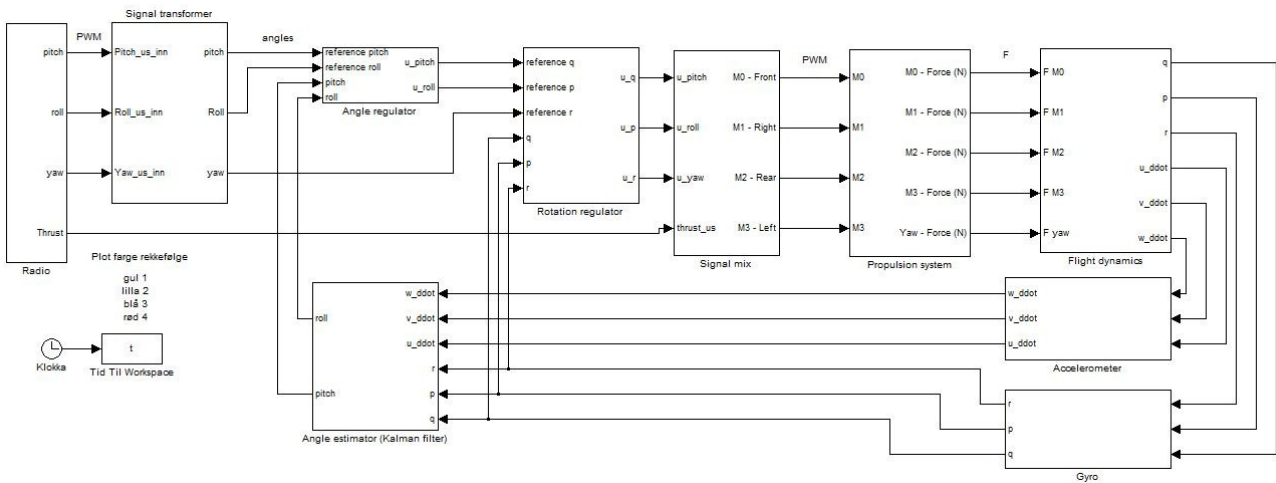 Signal transformer
pitch
PWM
Pitch_us_inn
pitch
angles
roll
Roll_us_inn
Roll
yaw
Yaw_us_inn
yaw
Thrust
Radio
reference pitch
reference roll
pitch
roll
u_pitch
u_roll
Angle regulator
reference q
reference p
reference r
q
p
r
u_q
u_p
u_r
Rotation regulator
u_pitch
u_roll
u_yaw
thrust_us
M0 - Front
M1 - Right
M2 - Rear
M3 - Left
Signal mix
PWM
M0
M1
M2
M3
M0 - Force (N)
M1 - Force (N)
M2 - Force (N)
M3 - Force (N)
Yaw - Force (N)
Propulsion system
F
F M0
F M1
F M2
F M3
F yaw
q
p
r
u_ddot
v_ddot
w_ddot
Flight dynamics
Plot farge rekkefølge
gul 1
lilla 2
blå 3
rød 4
Klokka
t
Tid Til Workspace
roll
pitch
w_ddot
v_ddot
u_ddot
r
p
q
Angle estimator (Kalman filter)
w_ddot
v_ddot
u_ddot
Accelerometer
r
p
q
Gyro